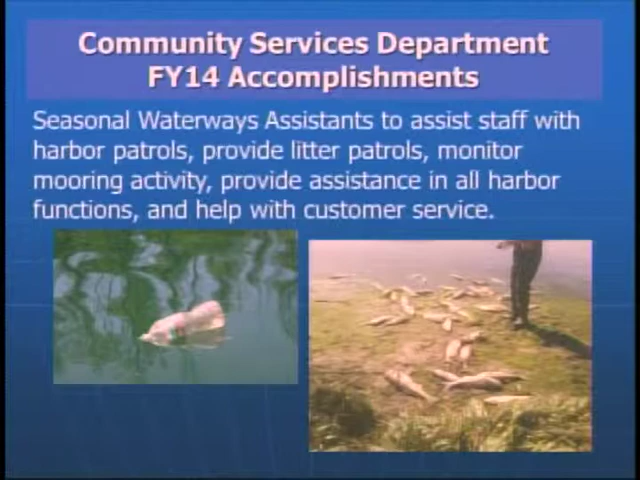 Community Services Department
FY14 Accomplishments
Seasonal Waterways Assistants to assist staff with
harbor patrols, provide litter patrols, monitor
mooring activity, provide assistance in all harbor
functions, and help with customer service.